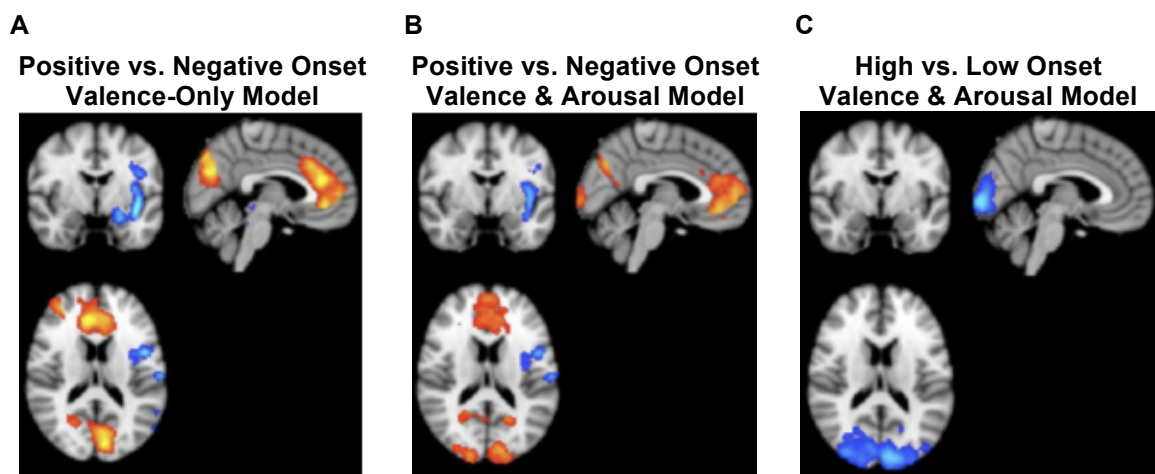 A
Positive vs. Negative Onset
Valence-Only Model
B
Positive vs. Negative Onset
Valence & Arousal Model
C
High vs. Low Onset
Valence & Arousal Model